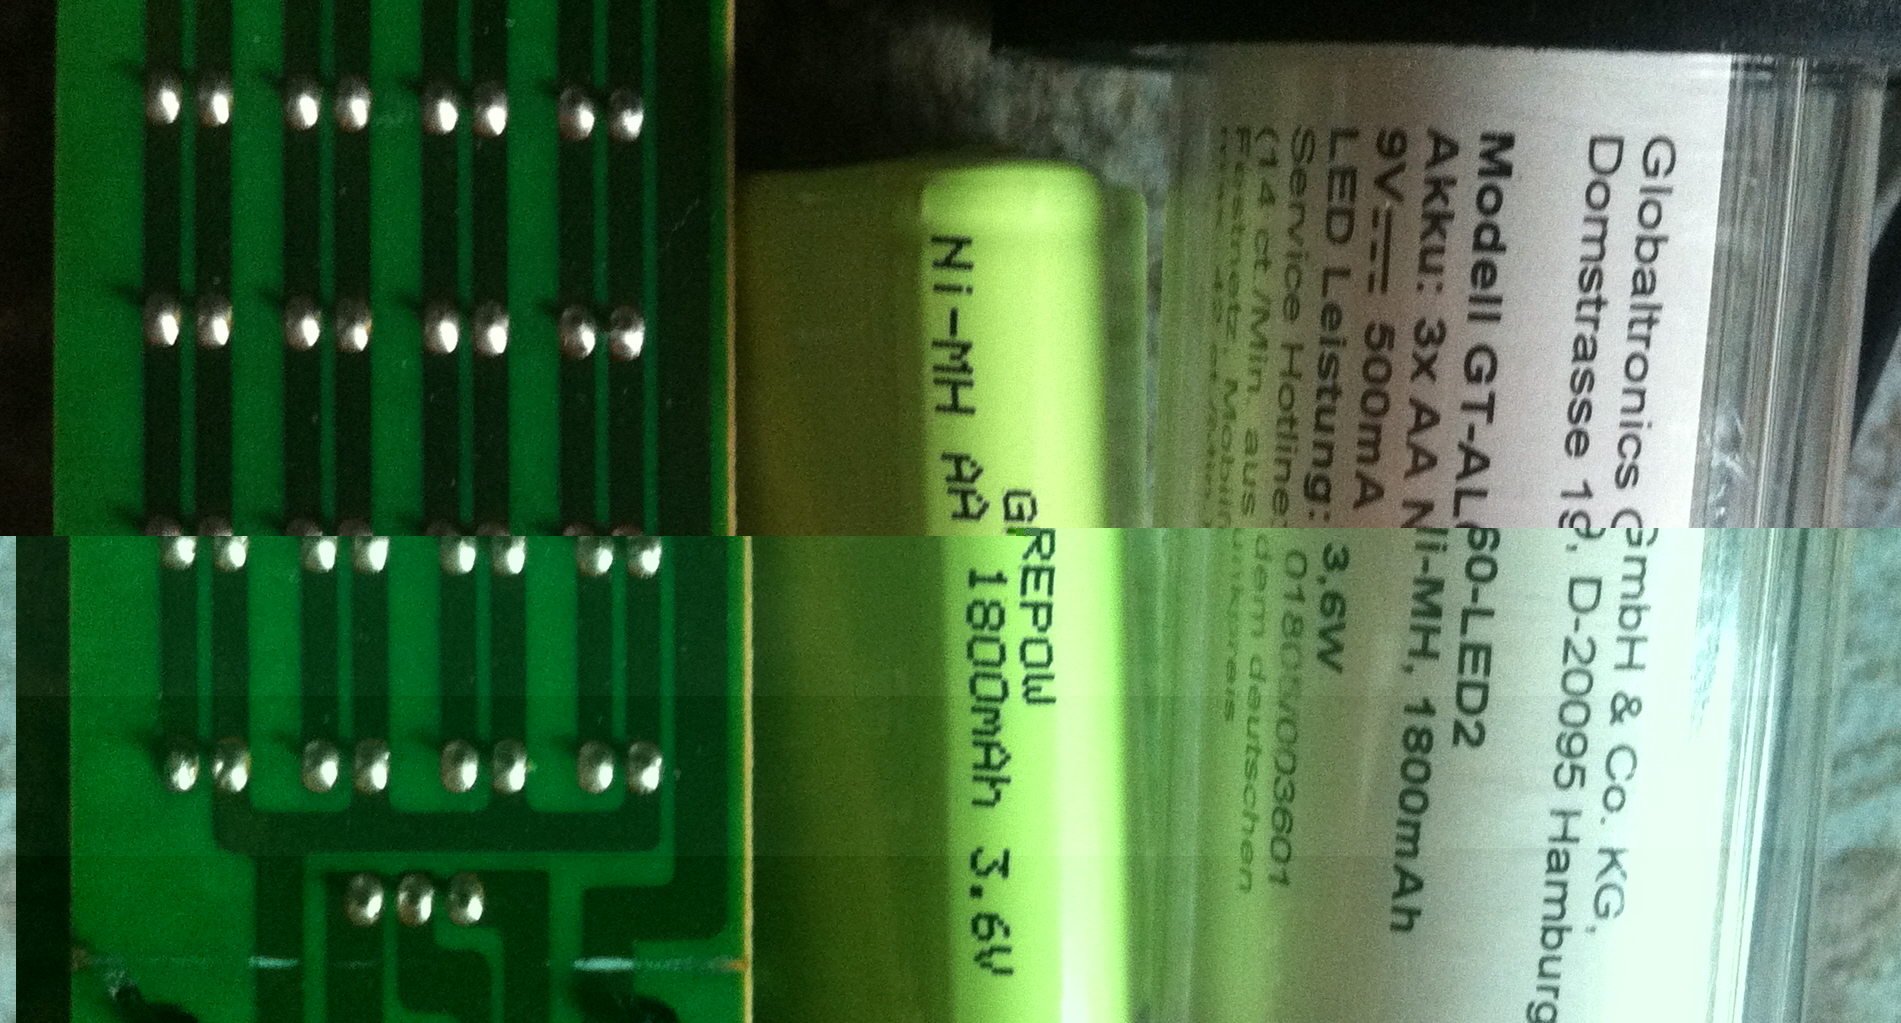 GREPOW
Ni-MH AA 1800mAh 3.6V
Globaltronics GmbH & Co. KG,
Domstrasse 19, D-20095 Hamburg
Modell GT-AL60-LED2
Akku: 3x AA Ni-MH, 1800mAh
9V⎓ 500mA
LED Leistung: 3,6W
Service Hotline: 01805/003601
(14 ct./Min. aus dem deutschen
Festnetz, Mobilfunkpreis